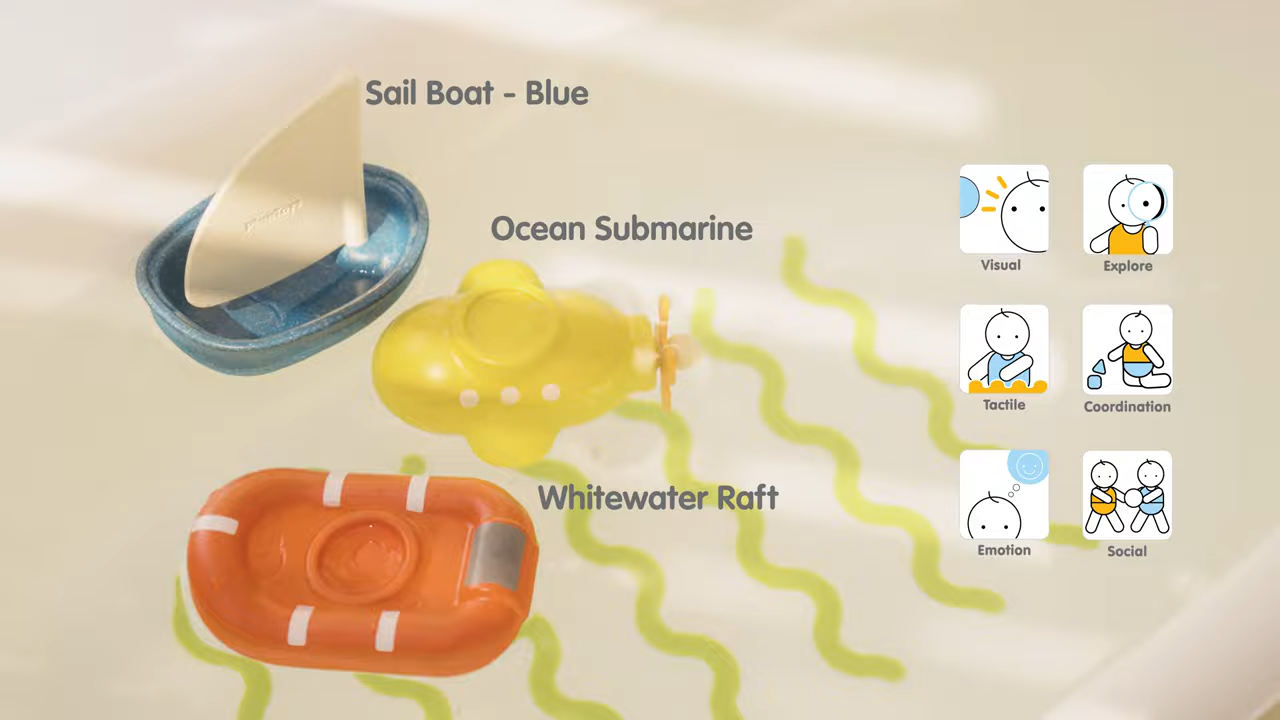 Sail Boat - Blue
Ocean Submarine
Whitewater Raft
Visual
Explore
Tactile
Coordination
Emotion
Social